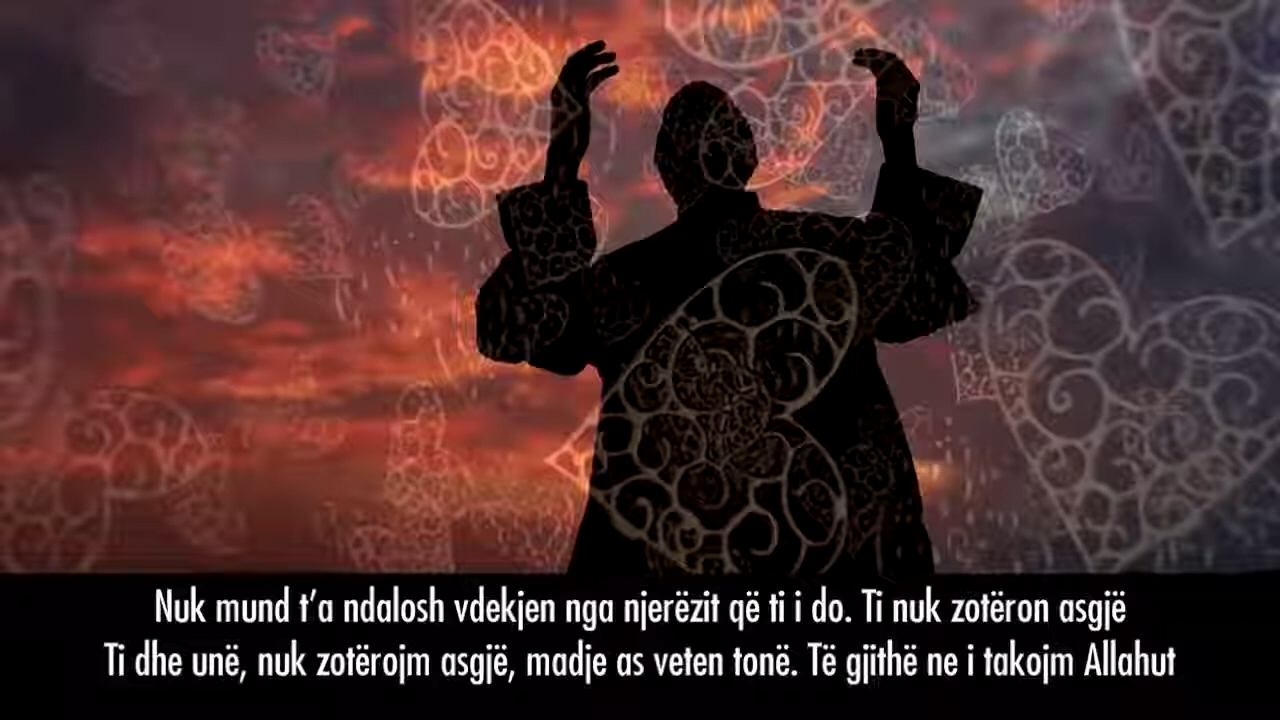 Nuk mund t’a ndalosh vdekjen nga njerëzit që ti i do. Ti nuk zotëron asgjë
Ti dhe unë, nuk zotërojm asgjë, madje as veten tonë. Të gjithë ne i takojm Allahut